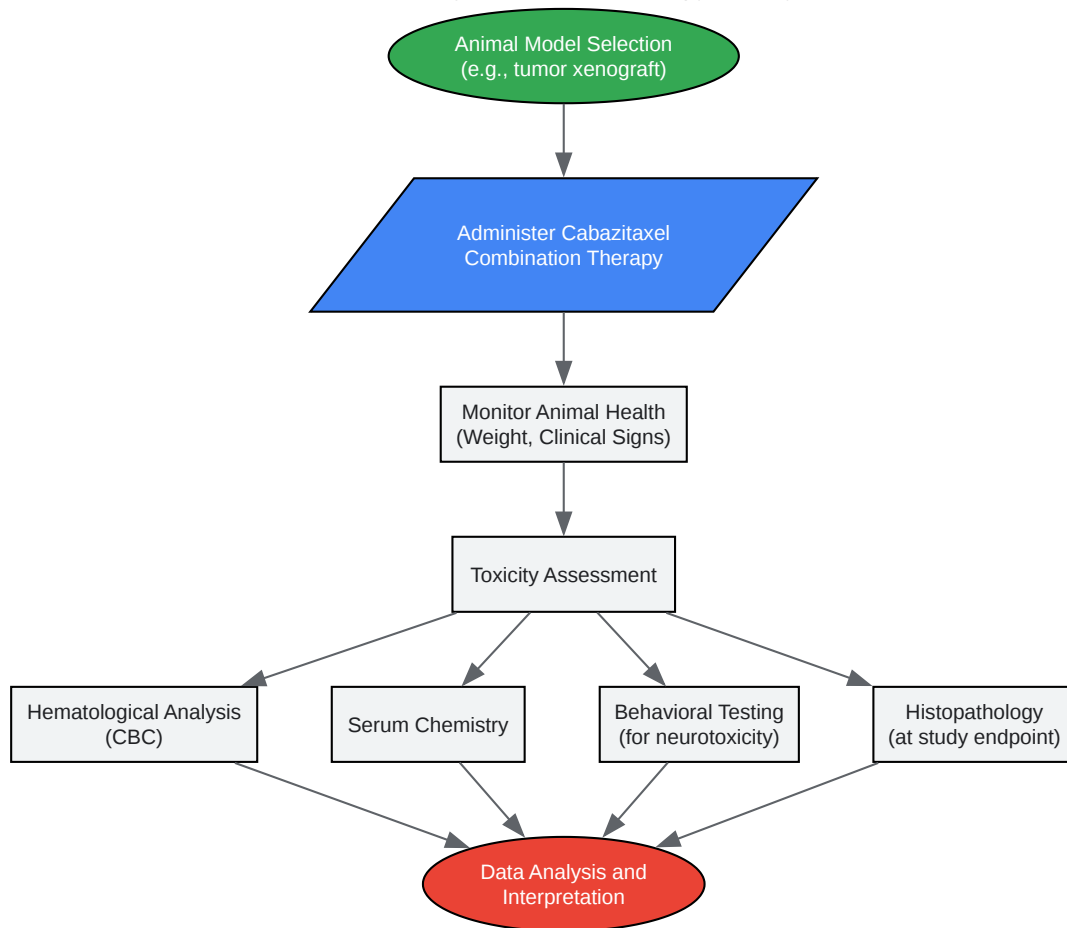 Animal Model Selection
(e.g., tumor xenograft)
Administer Cabazitaxel
Combination Therapy
Monitor Animal Health
(Weight, Clinical Signs)
Toxicity Assessment
Hematological Analysis
(CBC)
Serum Chemistry
Behavioral Testing
(for neurotoxicity)
Histopathology
(at study endpoint)
Data Analysis and
Interpretation